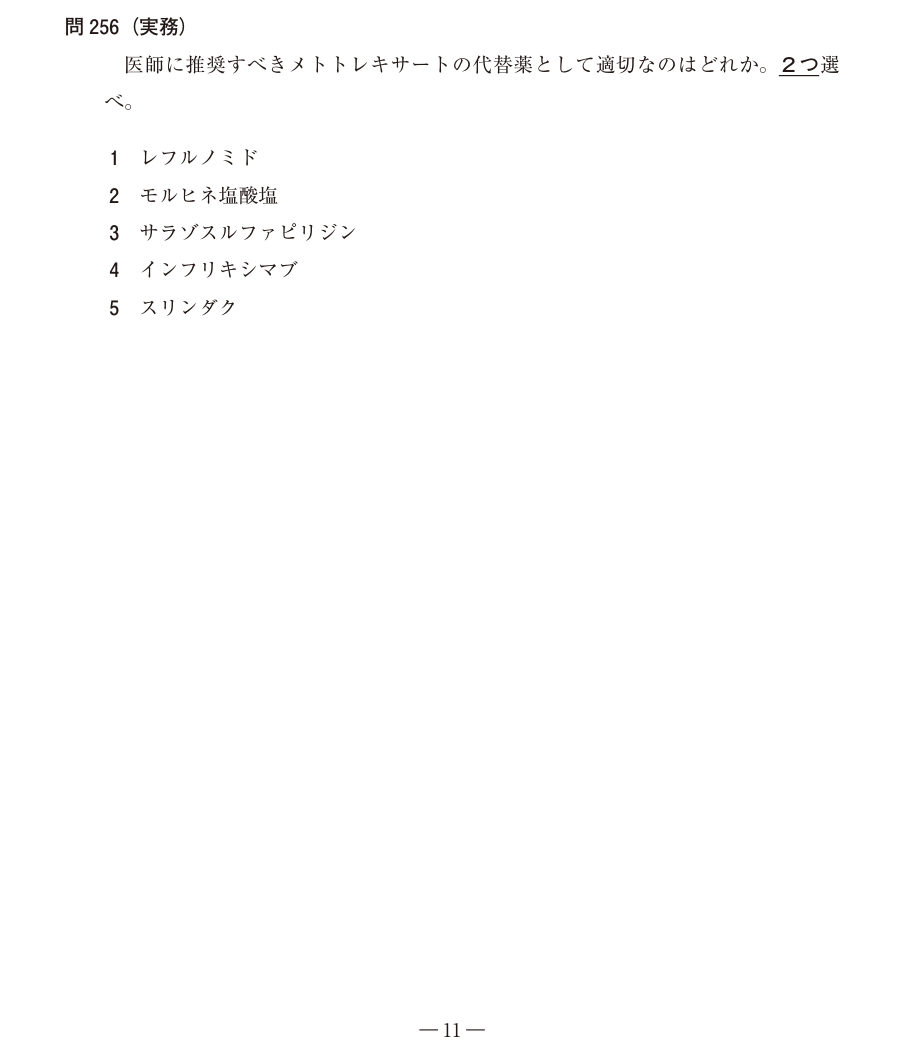 問 256（実務）
医師に推奨すべきメトトレキサートの代替薬として適切なのはどれか。２つ選
べ。
1 レフルノミド
2 モルヒネ塩酸塩
3 サラゾスルファピリジン
4 インフリキシマブ
5 スリンダク
― 11 ―